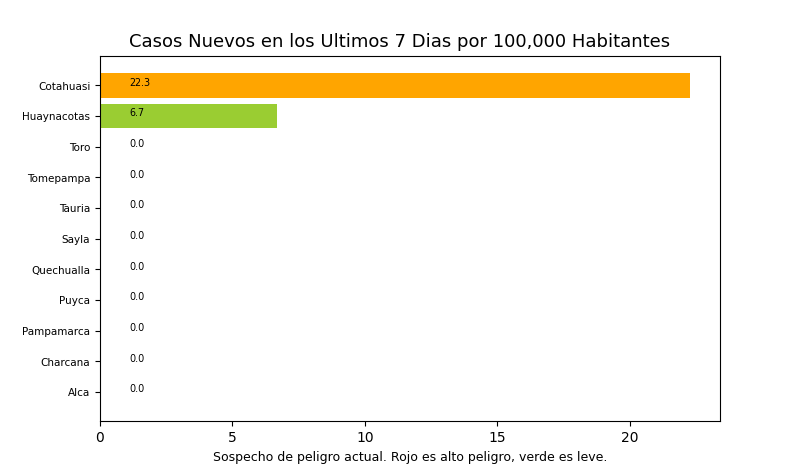 Casos Nuevos en los Ultimos 7 Dias por 100,000 Habitantes
Cotahuasi 22.3
Huaynacotas 6.7
Toro 0.0
Tomepampa 0.0
Tauria 0.0
Sayla 0.0
Quechualla 0.0
Puyca 0.0
Pampamarca 0.0
Charcana 0.0
Alca 0.0
0 5 10 15 20
Sospecho de peligro actual. Rojo es alto peligro, verde es leve.